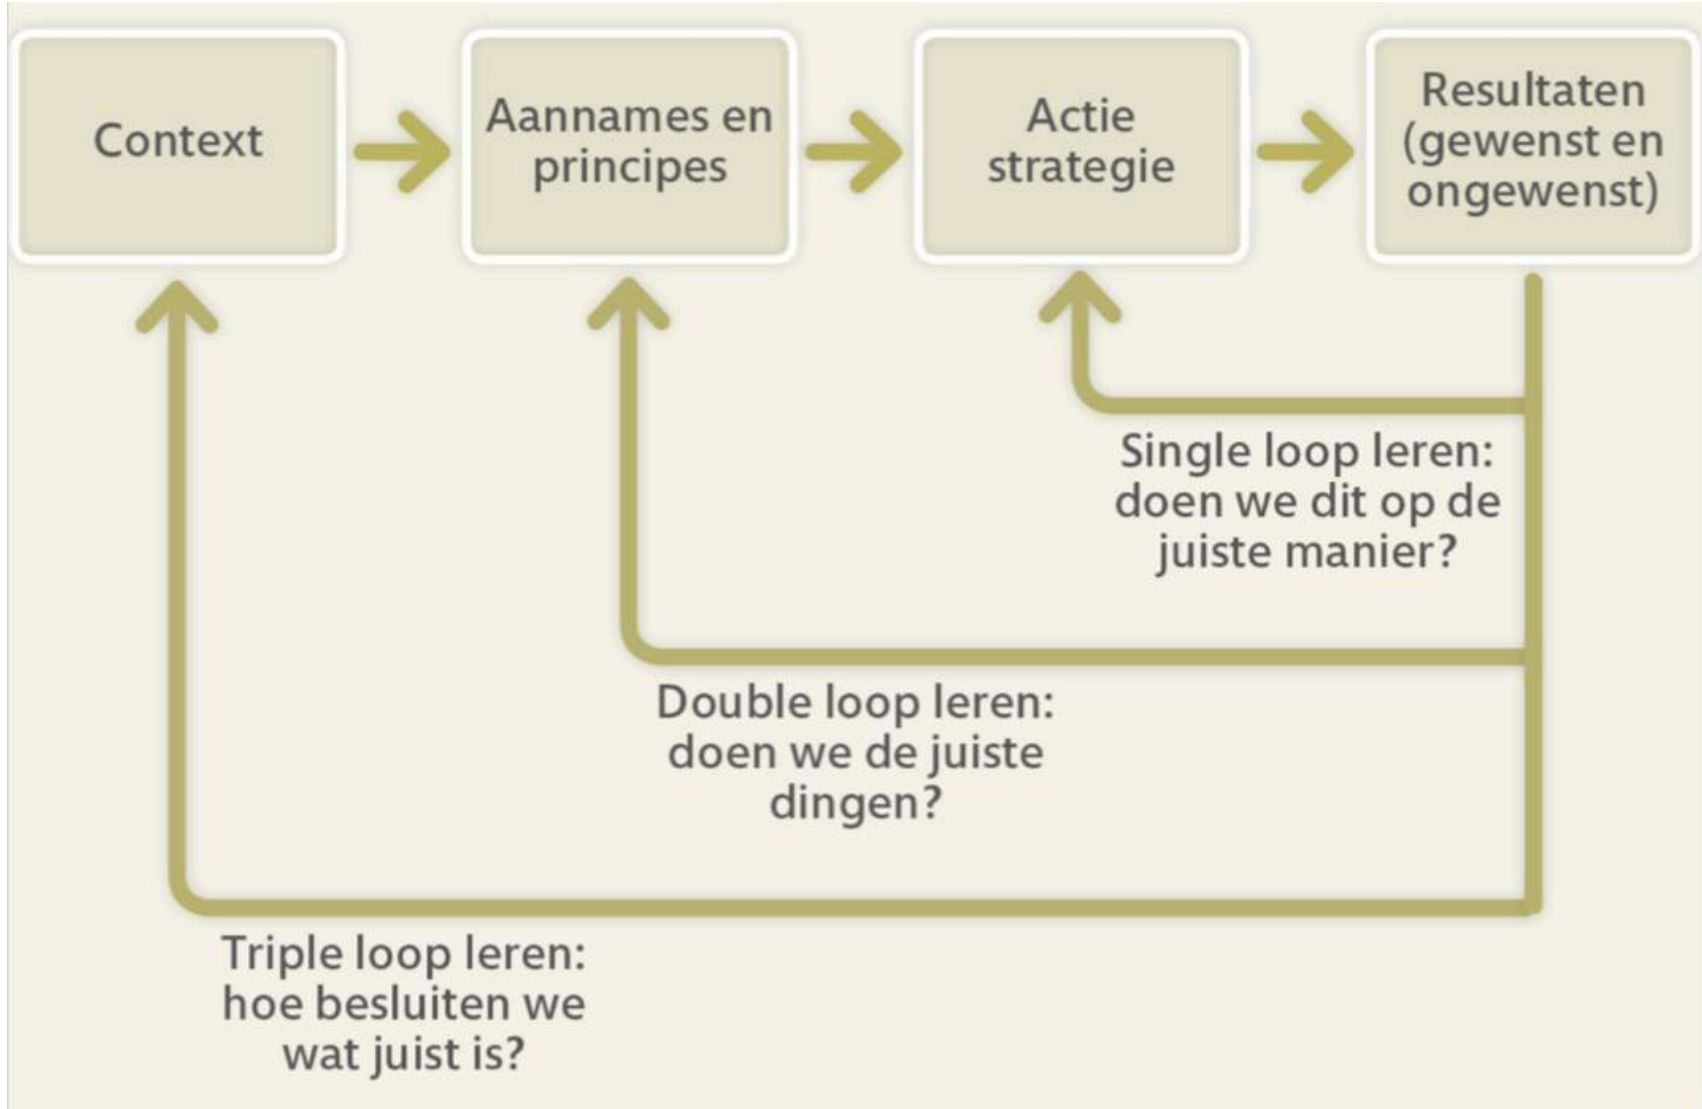 Context
Aannames en
principes
Actie
strategie
Resultaten
(gewenst en
ongewenst)
Single loop leren:
doen we dit op de
juiste manier?
Double loop leren:
doen we de juiste
dingen?
Triple loop leren:
hoe besluiten we
wat juist is?